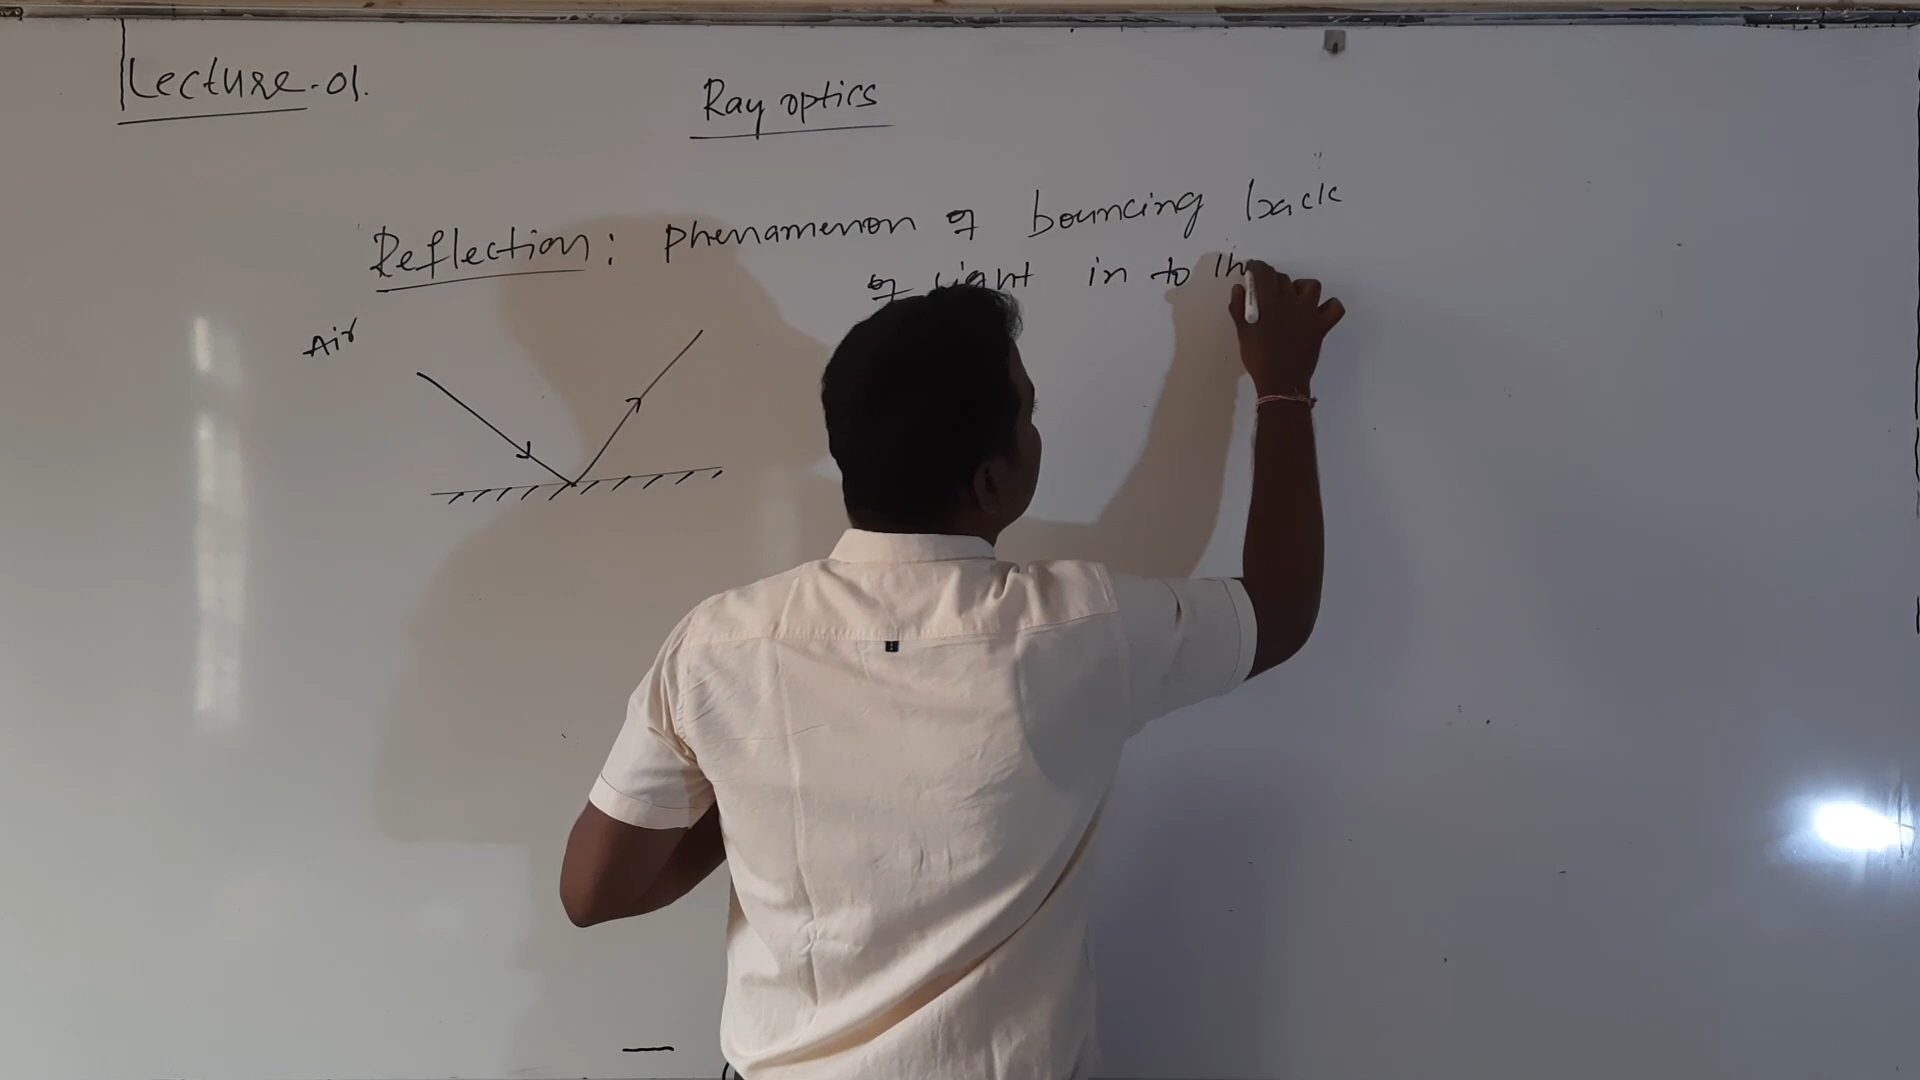 Lecture-01.
Ray optics
Reflection: phenamenon of bouncing back
of light in to th
Air